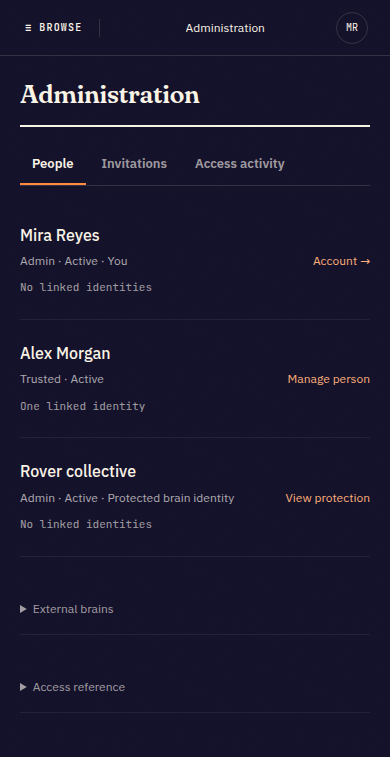 ≡ BROWSE
Administration
MR
Administration
People Invitations Access activity
Mira Reyes
Admin · Active · You
Account →
No linked identities
Alex Morgan
Trusted · Active
Manage person
One linked identity
Rover collective
Admin · Active · Protected brain identity
View protection
No linked identities
▶ External brains
▶ Access reference